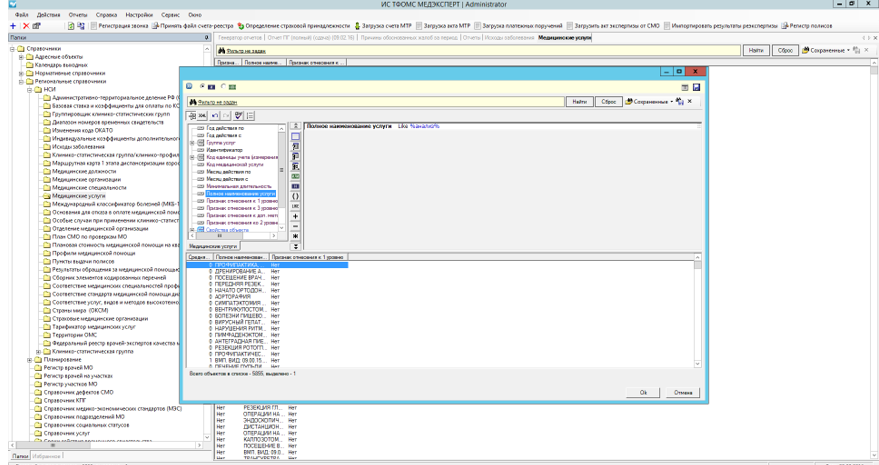 ИС ТФОМС МЕДЭКСПЕРТ | Administrator
Файл Действия Отчеты Справка Настройки Сервис Окно
Регистрация звонка Принять файл счета-реестра Определение страховой принадлежности Загрузка счета МТР Загрузка акта МТР Загрузка платежных поручений Загрузить акт экспертизы от СМО Импортировать результаты реэкспертизы Регистр полисов
Папки
Генератор отчетов Отчет ПГ (полный) (сдача) (09.02.16) Причины обоснованных жалоб за период Отчеты Исходы заболевания Медицинские услуги
Фильтр не задан Найти Сброс Сохраненные
Справочники
Адресные объекты
Календарь выходных
Нормативные справочники
Региональные справочники
НСИ
Административно-территориальное деление РФ
Базовая ставка и коэффициенты для оплаты по КС
Группировщик клинико-статистических групп
Диапазон номеров временных свидетельств
Изменения кода ОКАТО
Индивидуальные коэффициенты дополнительного
Исходы заболевания
Клинико-статистическая группа/клинико-профил
Маршрутная карта 1 этапа диспансеризации взрос
Медицинские должности
Медицинские организации
Медицинские специальности
Медицинские услуги
Международный классификатор болезней (МКБ-1
Основания для отказа в оплате медицинской пом
Особые случаи при применении клинико-статист
Отделение медицинской организации
План СМО по проверкам МО
Плановая стоимость медицинской помощи на кв
Профили медицинской помощи
Пункты выдачи полисов
Результаты обращения за медицинской помощью
Сборник элементов кодированных перечней
Соответствие медицинских специальностей проф
Соответствие стандарта медицинской помощи ди
Соответствие услуг, видов и методов высокотехно
Страны мира (ОКСМ)
Страховые медицинские организации
Тарификатор медицинских услуг
Территории ОМС
Федеральный реестр врачей-экспертов качества м
Клинико-статистическая группа
Планирование
Регистр врачей МО
Регистр врачей на участках
Регистр участков МО
Справочник дефектов СМО
Справочник КПГ
Справочник медико-экономических стандартов (МЭС)
Справочник подразделений МО
Справочник социальных статусов
Справочник услуг
Папки Избранное
Фильтр не задан Найти Сброс Сохраненные
Год действия по
Год действия с
Группа услуг
Идентификатор
Код единицы учета (измерения
Код медицинской услуги
Месяц действия по
Месяц действия с
Минимальная длительность
Полное наименование услуги
Признак отнесения к 1 уровню
Признак отнесения к 3 уровню
Признак отнесения к доп. мет
Признак отнесения ко 2 уровн
Свойства объекта
Медицинские услуги
Полное наименование услуги Like %анализ%
Средня... Полное наименован... Признак отнесения к 1 уровню
0 ПРОФИЛАКТИКА... Нет
0 ДРЕНИРОВАНИЕ А... Нет
0 ПОСЕЩЕНИЕ ВРАЧ... Нет
0 ПЕРЕДНЯЯ РЕЗЕК... Нет
0 НАЧАТО ОРТОДОН... Нет
0 АОРТОГРАФИЯ Нет
0 СИМПАТЭКТОМИЯ ... Нет
0 ВЕНТРИКУЛОСТОМ... Нет
0 БОЛЕЗНИ ПИЩЕВО... Нет
0 ВИРУСНЫЙ ГЕПАТ... Нет
0 НАРУШЕНИЯ РИТМ... Нет
0 ЛИМФАДЕНЭКТОМ... Нет
0 АНТЕГРАДНАЯ ПИЕ... Нет
0 ПРОФИЛАКТИЧЕС... Нет
1 ВМП. ВИД: 09.00.15 ... Нет
Всего объектов в списке - 5055, выделено - 1
Ok Отмена
Нет РЕЗЕКЦИЯ ГЛ... Нет
Нет ОПЕРАЦИИ НА ... Нет
Нет ЭНДОСКОПИЧ... Нет
Нет ДИСТАНЦИОН... Нет
Нет ОПЕРАЦИИ НА ... Нет
Нет ПОСЕЩЕНИЕ В... Нет
Нет ВМП. ВИД: 09.0... Нет